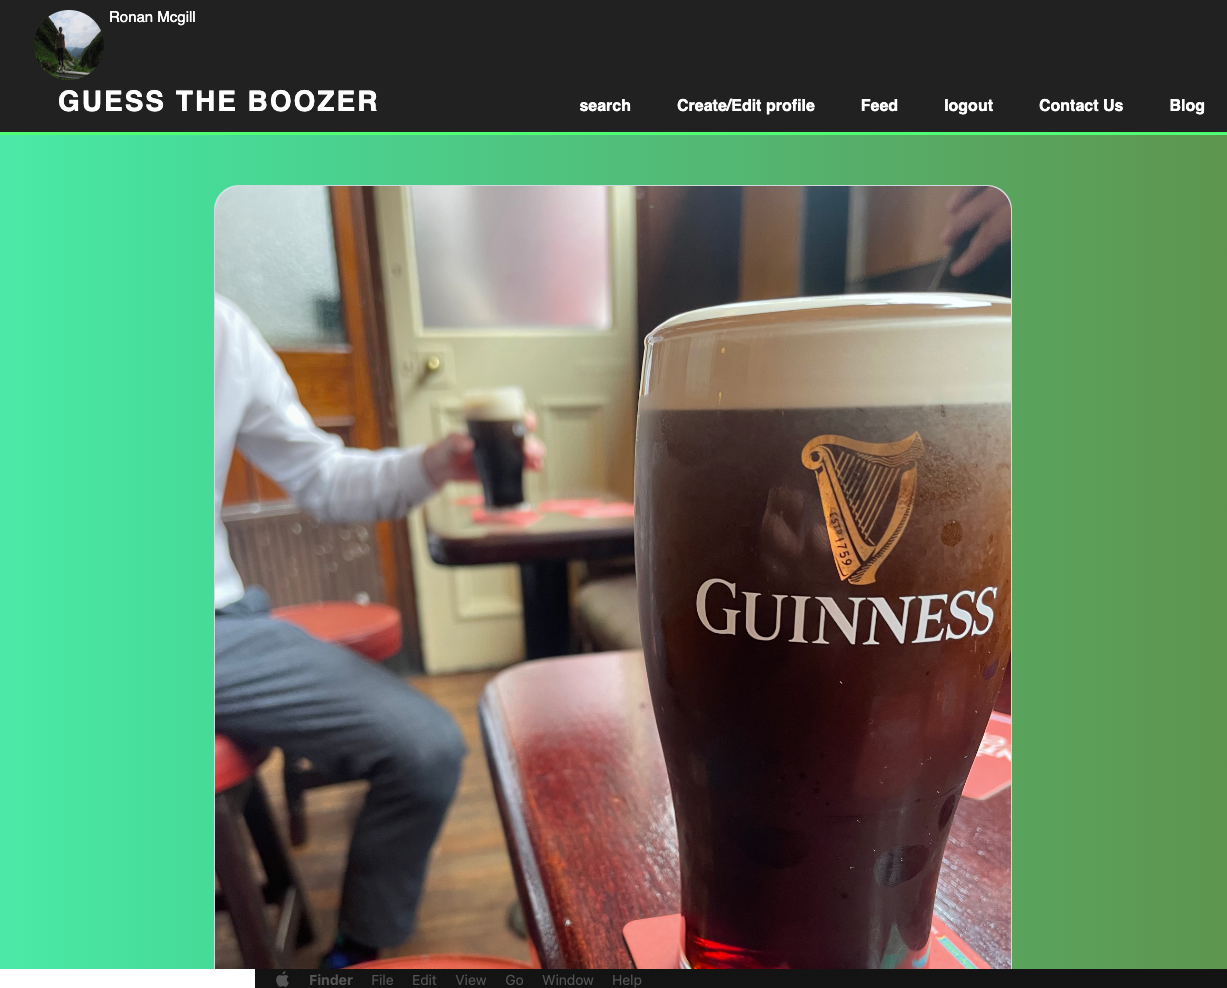 Ronan Mcgill
GUESS THE BOOZER
search Create/Edit profile Feed logout Contact Us Blog
ESTD 1759
GUINNESS
Finder File Edit View Go Window Help